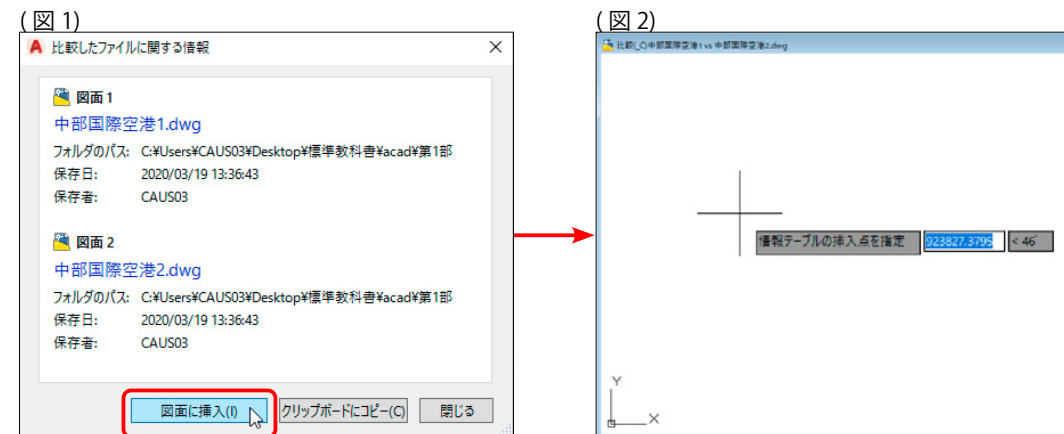 (図 1)
比較したファイルに関する情報
図面 1
中部国際空港1.dwg
フォルダのパス: C:¥Users¥CAUS03¥Desktop¥標準教科書¥acad¥第1部
保存日: 2020/03/19 13:36:43
保存者: CAUS03
図面 2
中部国際空港2.dwg
フォルダのパス: C:¥Users¥CAUS03¥Desktop¥標準教科書¥acad¥第1部
保存日: 2020/03/19 13:36:43
保存者: CAUS03
図面に挿入(I) クリップボードにコピー(C) 閉じる
(図 2)
比較(_C)中部国際空港1 vs 中部国際空港2.dwg
情報テーブルの挿入点を指定 923827.3795 < 46°
Y
X